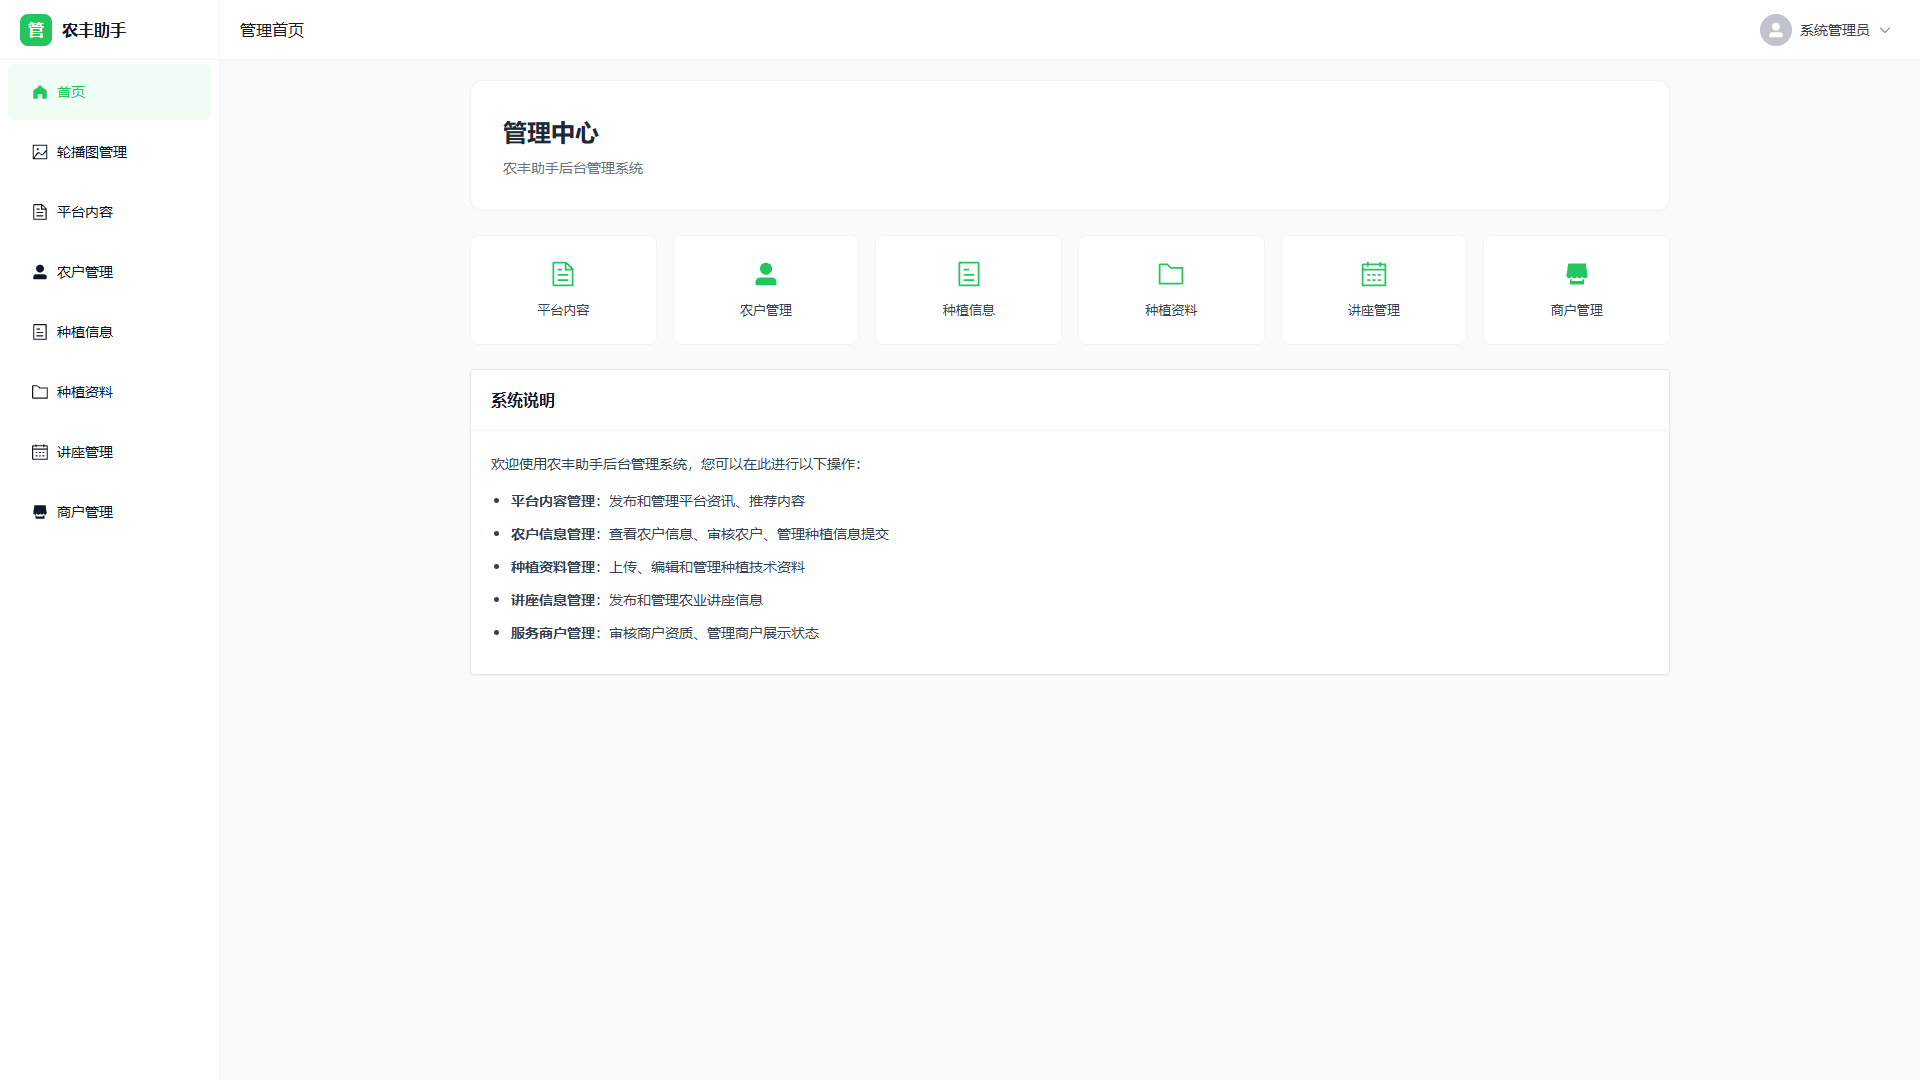 管 农丰助手
管理首页
系统管理员
首页
轮播图管理
平台内容
农户管理
种植信息
种植资料
讲座管理
商户管理
管理中心
农丰助手后台管理系统
平台内容
农户管理
种植信息
种植资料
讲座管理
商户管理
系统说明
欢迎使用农丰助手后台管理系统，您可以在此进行以下操作：
平台内容管理：发布和管理平台资讯、推荐内容
农户信息管理：查看农户信息、审核农户、管理种植信息提交
种植资料管理：上传、编辑和管理种植技术资料
讲座信息管理：发布和管理农业讲座信息
服务商户管理：审核商户资质、管理商户展示状态